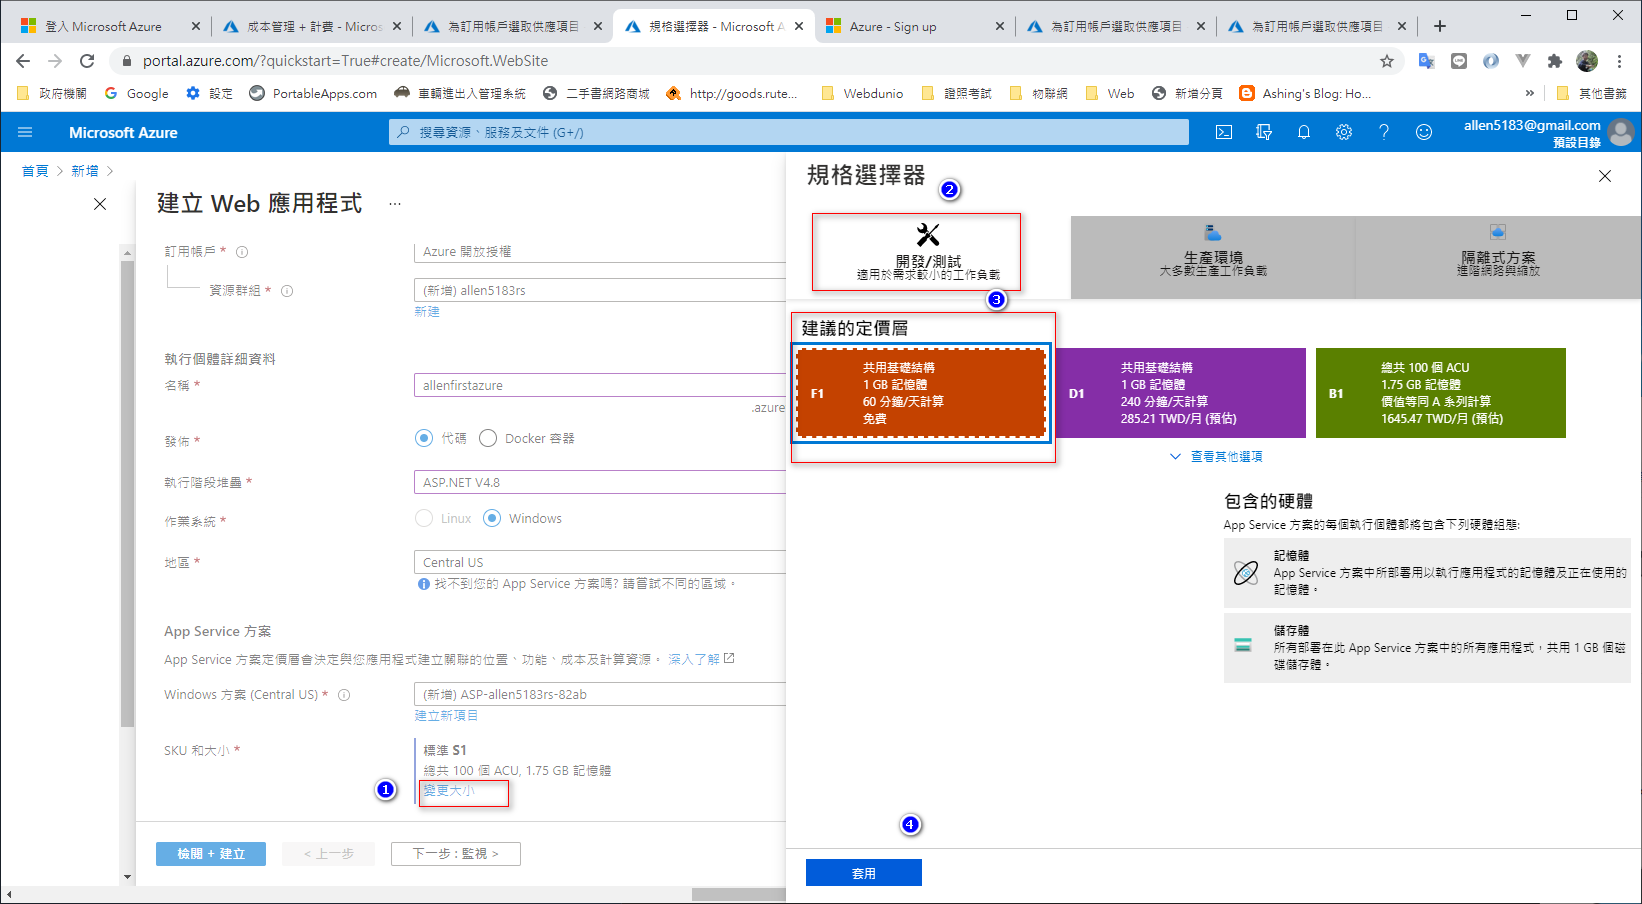 登入 Microsoft Azure
成本管理 + 計費 - Micros
為訂用帳戶選取供應項目
規格選擇器 - Microsoft A
Azure - Sign up
為訂用帳戶選取供應項目
為訂用帳戶選取供應項目
portal.azure.com/?quickstart=True#create/Microsoft.WebSite
政府機關
Google
設定
PortableApps.com
車輛進出入管理系統
二手書網路商城
http://goods.rute...
Webdunio
證照考試
物聯網
Web
新增分頁
Ashing's Blog: Ho...
»
其他書籤
Microsoft Azure
搜尋資源、服務及文件 (G+/)
allen5183@gmail.com
預設目錄
首頁 > 新增 >
建立 Web 應用程式 ...
訂用帳戶 *
Azure 開放授權
資源群組 *
(新增) allen5183rs
新建
執行個體詳細資料
名稱 *
allenfirstazure
.azure
發佈 *
代碼
Docker 容器
執行階段堆疊 *
ASP.NET V4.8
作業系統 *
Linux
Windows
地區 *
Central US
找不到您的 App Service 方案嗎? 請嘗試不同的區域。
App Service 方案
App Service 方案定價層會決定與您應用程式建立關聯的位置、功能、成本及計算資源。 深入了解
Windows 方案 (Central US) *
(新增) ASP-allen5183rs-82ab
建立新項目
SKU 和大小 *
標準 S1
總共 100 個 ACU, 1.75 GB 記憶體
1
變更大小
檢閱 + 建立
< 上一步
下一步 : 監視 >
規格選擇器
2
開發/測試
適用於需求較小的工作負載
生產環境
大多數生產工作負載
隔離式方案
進階網路與縮放
3
建議的定價層
F1
共用基礎結構
1 GB 記憶體
60 分鐘/天計算
免費
D1
共用基礎結構
1 GB 記憶體
240 分鐘/天計算
285.21 TWD/月 (預估)
B1
總共 100 個 ACU
1.75 GB 記憶體
價值等同 A 系列計算
1645.47 TWD/月 (預估)
查看其他選項
包含的硬體
App Service 方案的每個執行個體都將包含下列硬體組態:
記憶體
App Service 方案中所部署用以執行應用程式的記憶體及正在使用的
記憶體。
儲存體
所有部署在此 App Service 方案中的所有應用程式，共用 1 GB 個磁
碟儲存體。
4
套用